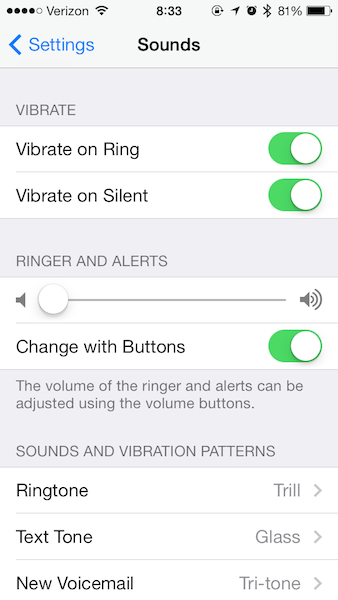 Verizon 8:33 81%
Settings Sounds
VIBRATE
Vibrate on Ring
Vibrate on Silent
RINGER AND ALERTS
Change with Buttons
The volume of the ringer and alerts can be
adjusted using the volume buttons.
SOUNDS AND VIBRATION PATTERNS
Ringtone Trill
Text Tone Glass
New Voicemail Tri-tone